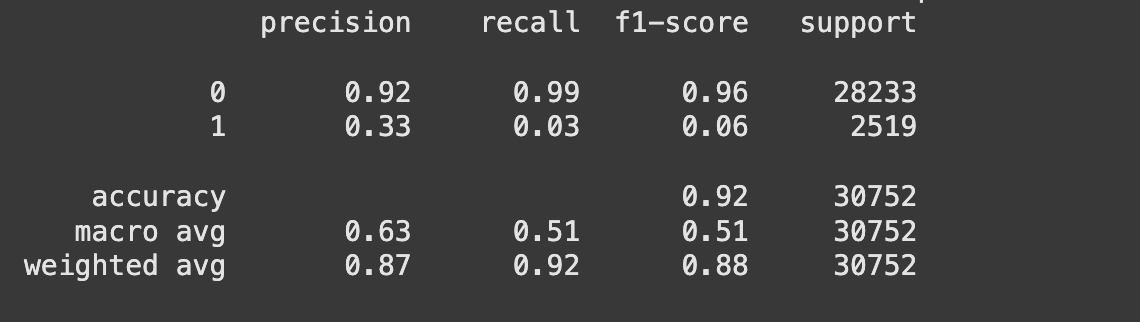 precision recall f1-score support
0 0.92 0.99 0.96 28233
1 0.33 0.03 0.06 2519
accuracy 0.92 30752
macro avg 0.63 0.51 0.51 30752
weighted avg 0.87 0.92 0.88 30752